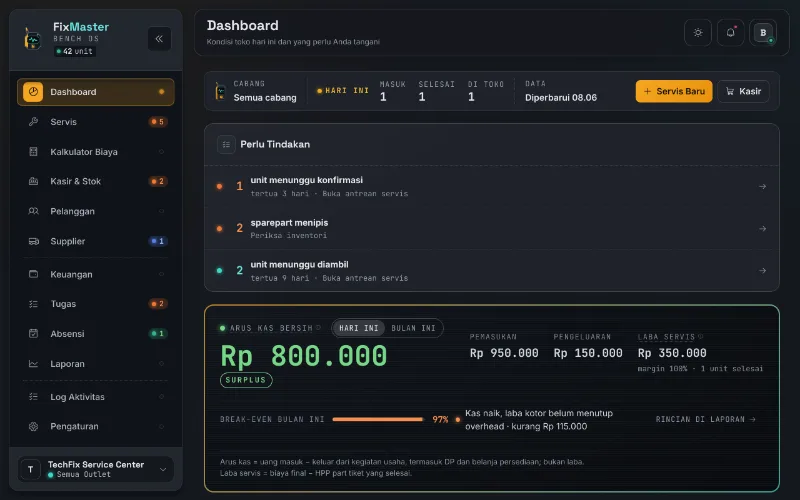 FixMaster
BENCH OS
42 unit
Dashboard
Servis 5
Kalkulator Biaya
Kasir & Stok 2
Pelanggan
Supplier 1
Keuangan
Tugas 2
Absensi 1
Laporan
Log Aktivitas
Pengaturan
T
TechFix Service Center
Semua Outlet
Dashboard
Kondisi toko hari ini dan yang perlu Anda tangani
B
CABANG
Semua cabang
HARI INI
MASUK
1
SELESAI
1
DI TOKO
1
DATA
Diperbarui 08.06
+ Servis Baru
Kasir
Perlu Tindakan
1 unit menunggu konfirmasi
tertua 3 hari · Buka antrean servis
→
2 sparepart menipis
Periksa inventori
→
2 unit menunggu diambil
tertua 9 hari · Buka antrean servis
→
ARUS KAS BERSIH
HARI INI
BULAN INI
Rp 800.000
SURPLUS
PEMASUKAN
Rp 950.000
PENGELUARAN
Rp 150.000
LABA SERVIS
Rp 350.000
margin 100% · 1 unit selesai
BREAK-EVEN BULAN INI
97%
Kas naik, laba kotor belum menutup
overhead · kurang Rp 115.000
RINCIAN DI LAPORAN →
Arus kas = uang masuk − keluar dari kegiatan usaha, termasuk DP dan belanja persediaan; bukan laba.
Laba servis = biaya final − HPP part tiket yang selesai.